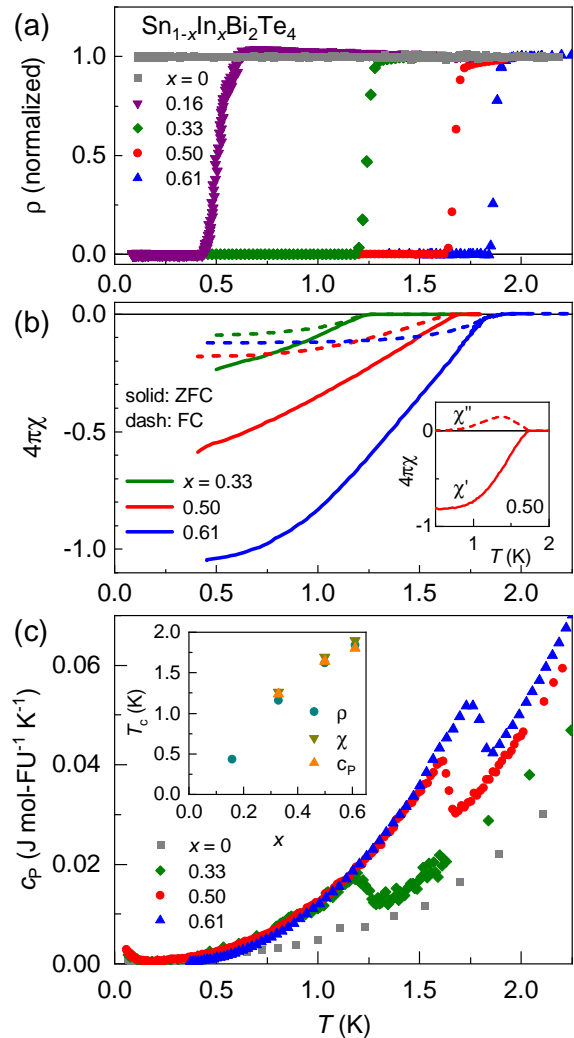 (a)
Sn₁₋ₓInₓBi₂Te₄
1.0
0.0
ρ (normalized)
x = 0
0.16
0.33
0.50
0.61
0.0 0.5 1.0 1.5 2.0
(b)
0.0
-0.5
-1.0
4πχ
solid: ZFC
dash: FC
x = 0.33
0.50
0.61
χ"
0
χ'
-1
4πχ
0.50
1 2
T (K)
0.0 0.5 1.0 1.5 2.0
(c)
0.06
0.04
0.02
0.00
cP (J mol-FU⁻¹ K⁻¹)
2.0
1.5
1.0
0.5
0.0
Tc (K)
ρ
χ
cP
0.0 0.2 0.4 0.6
x
x = 0
0.33
0.50
0.61
0.0 0.5 1.0 1.5 2.0
T (K)